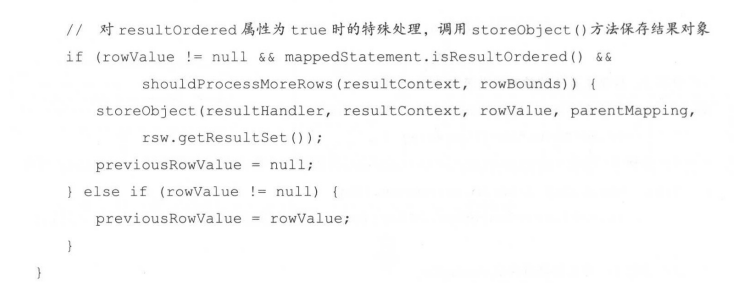 // 对 resultOrdered 属性为 true 时的特殊处理，调用 storeObject()方法保存结果对象
if (rowValue != null && mappedStatement.isResultOrdered() &&
shouldProcessMoreRows(resultContext, rowBounds)) {
storeObject(resultHandler, resultContext, rowValue, parentMapping,
rsw.getResultSet());
previousRowValue = null;
} else if (rowValue != null) {
previousRowValue = rowValue;
}
}